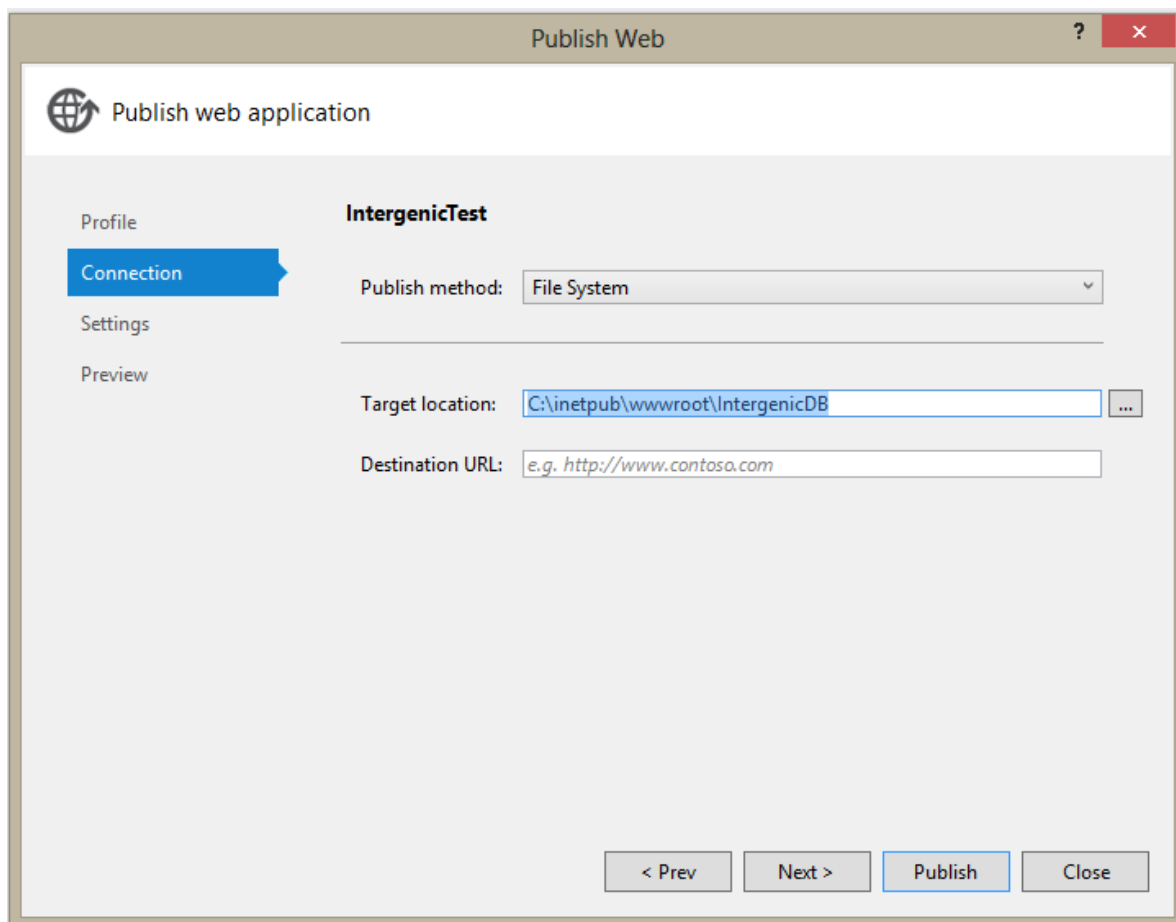 Publish Web
?
Publish web application
Profile
Connection
Settings
Preview
IntergenicTest
Publish method: File System
Target location: C:\inetpub\wwwroot\IntergenicDB ...
Destination URL: e.g. http://www.contoso.com
< Prev Next > Publish Close